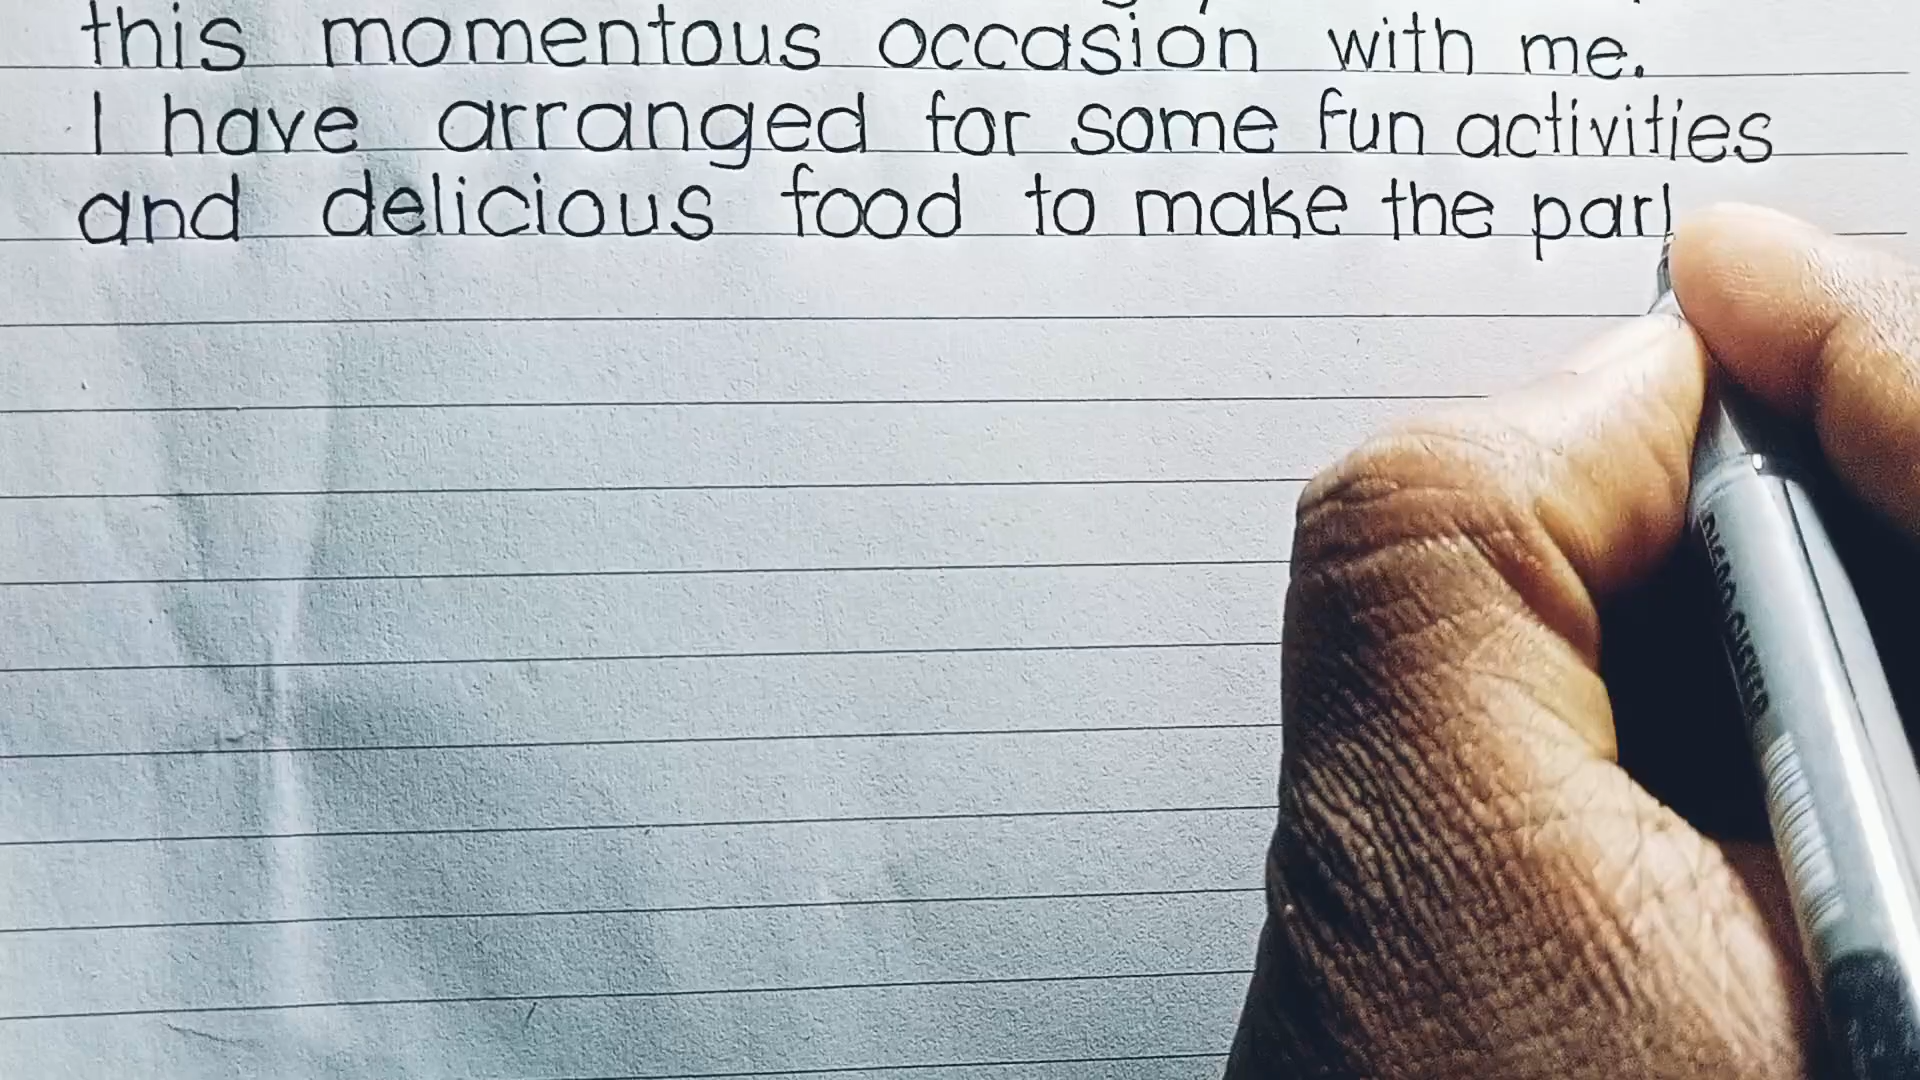 this momentous occasion with me.
I have arranged for some fun activities
and delicious food to make the par